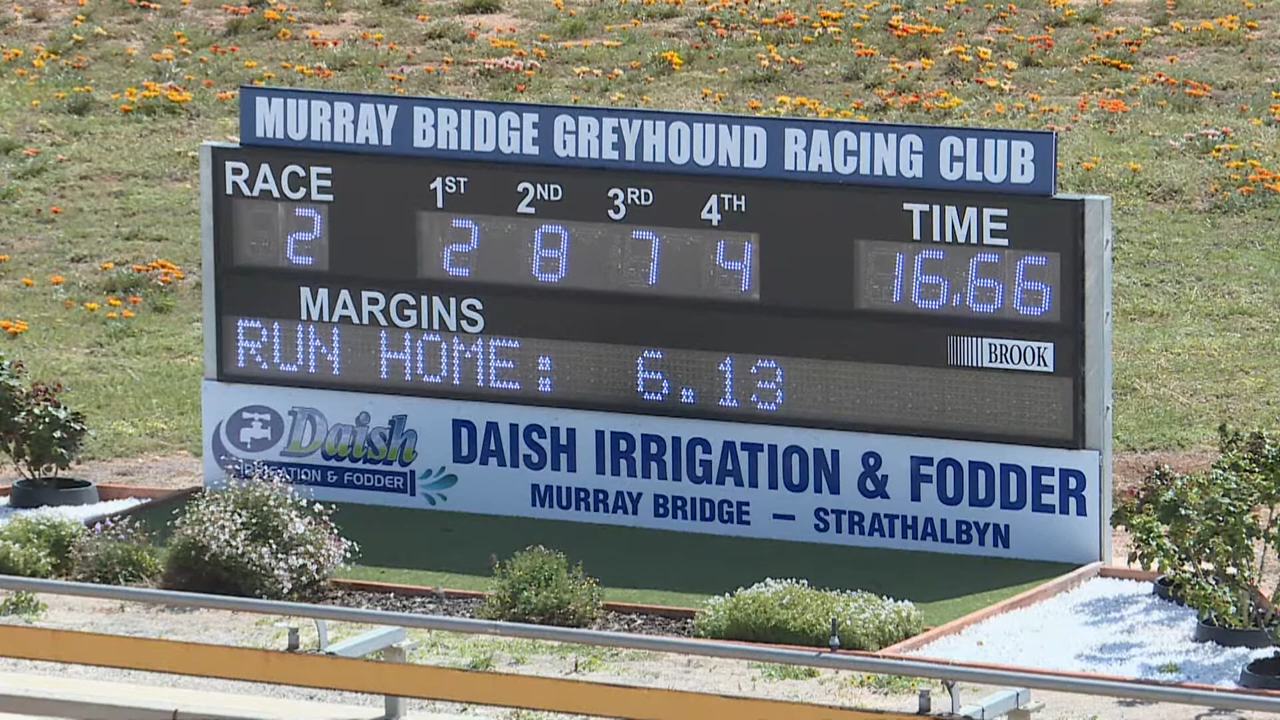 MURRAY BRIDGE GREYHOUND RACING CLUB
RACE 1ST 2ND 3RD 4TH TIME
2 2 8 7 4 16.66
MARGINS
RUN HOME: 6.13
BROOK
Daish
IRRIGATION & FODDER
DAISH IRRIGATION & FODDER
MURRAY BRIDGE – STRATHALBYN